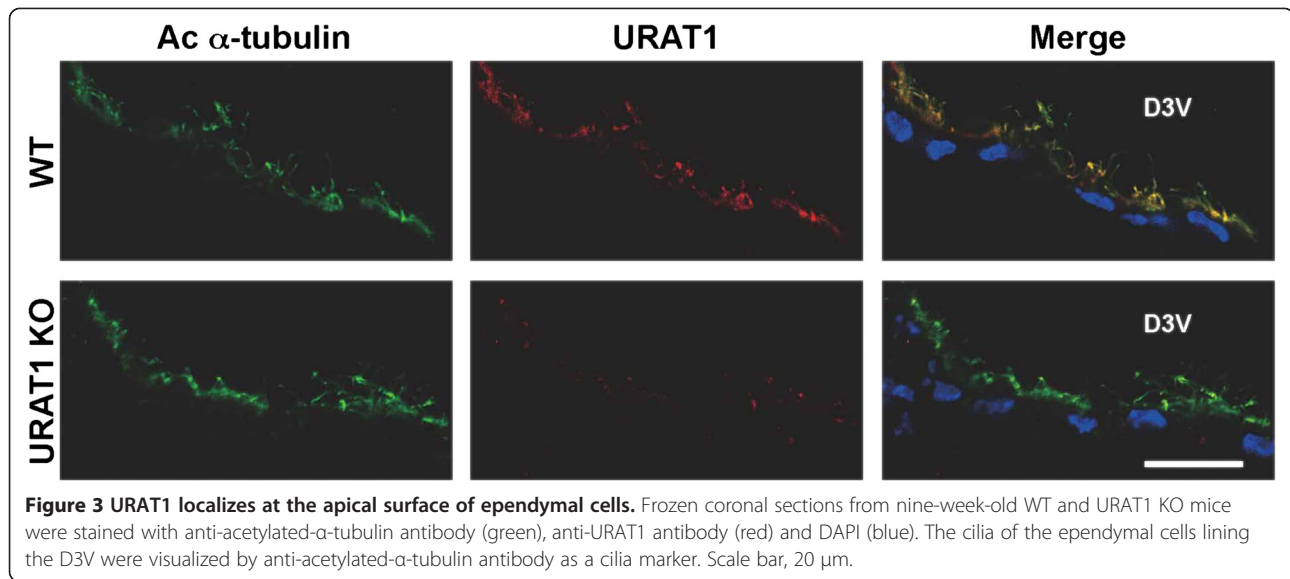 Ac α-tubulin URAT1 Merge
WT
D3V
URAT1 KO
D3V
Figure 3 URAT1 localizes at the apical surface of ependymal cells. Frozen coronal sections from nine-week-old WT and URAT1 KO mice
were stained with anti-acetylated-α-tubulin antibody (green), anti-URAT1 antibody (red) and DAPI (blue). The cilia of the ependymal cells lining
the D3V were visualized by anti-acetylated-α-tubulin antibody as a cilia marker. Scale bar, 20 μm.